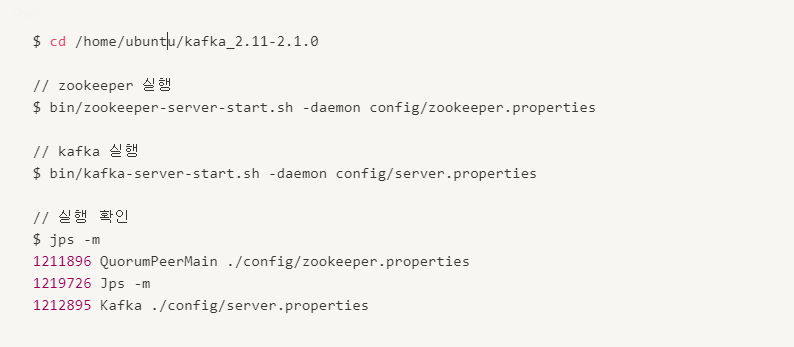 $ cd /home/ubuntu/kafka_2.11-2.1.0
// zookeeper 실행
$ bin/zookeeper-server-start.sh -daemon config/zookeeper.properties
// kafka 실행
$ bin/kafka-server-start.sh -daemon config/server.properties
// 실행 확인
$ jps -m
1211896 QuorumPeerMain ./config/zookeeper.properties
1219726 Jps -m
1212895 Kafka ./config/server.properties